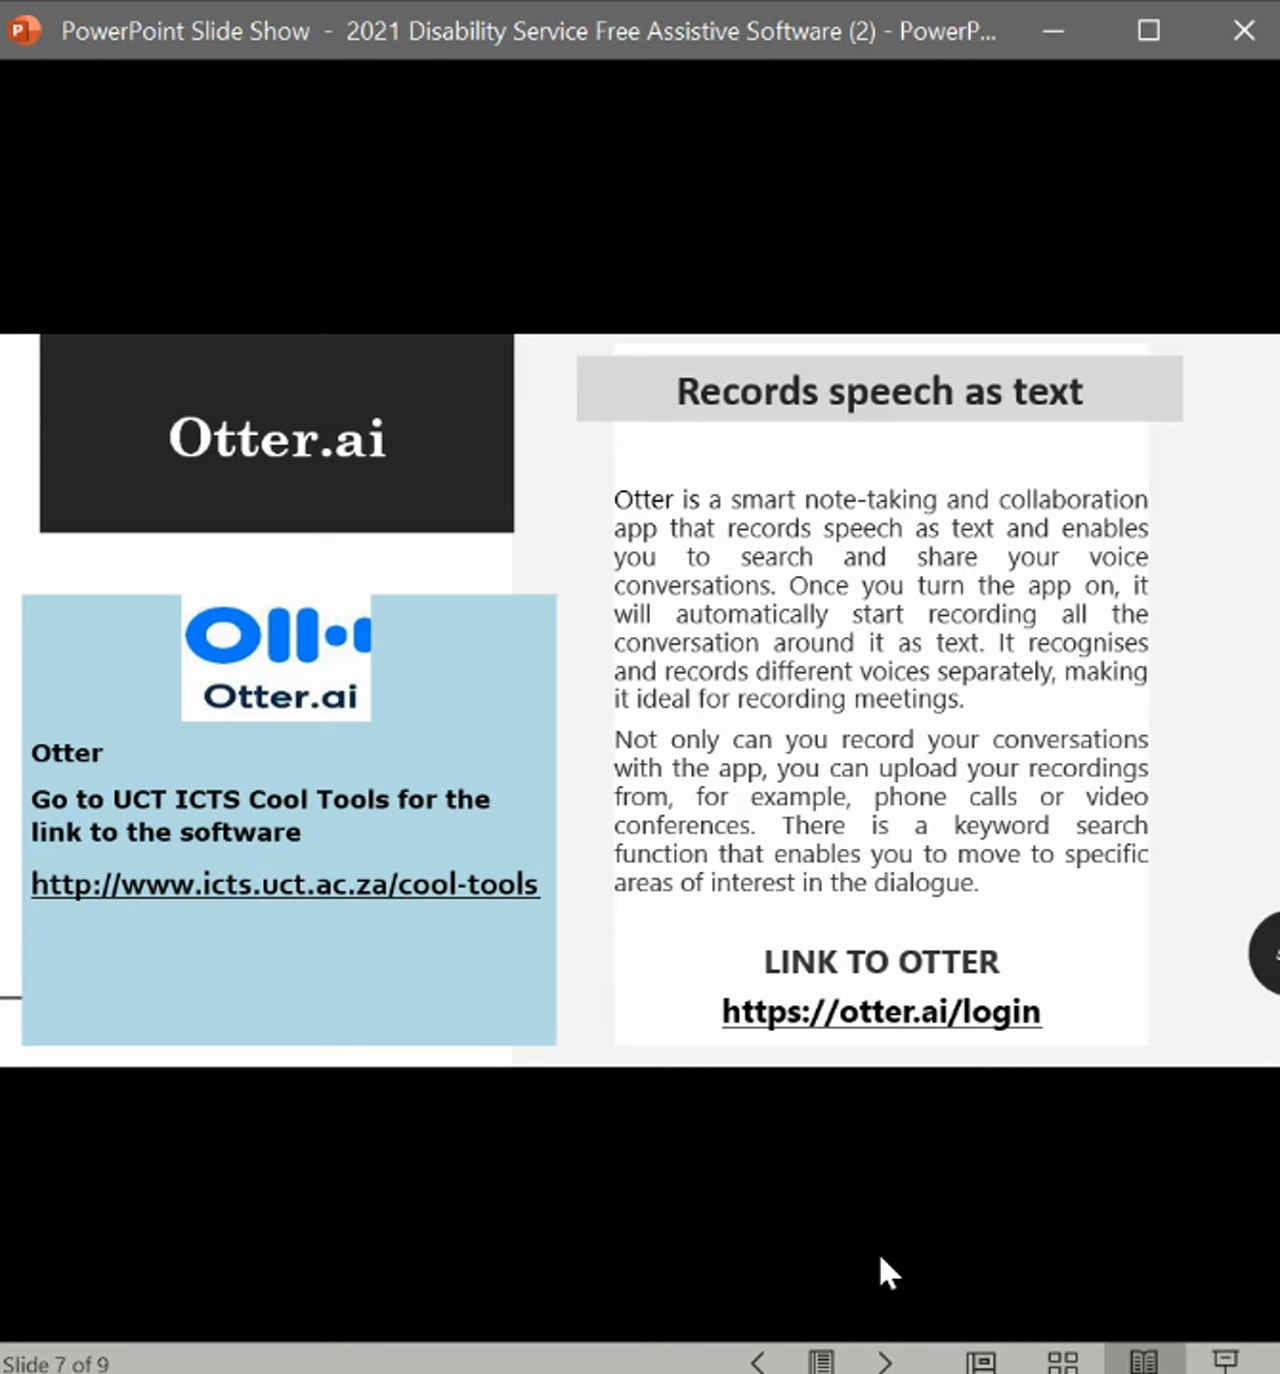 PowerPoint Slide Show - 2021 Disability Service Free Assistive Software (2) - PowerP...
Otter.ai
Otter.ai
Otter
Go to UCT ICTS Cool Tools for the
link to the software
http://www.icts.uct.ac.za/cool-tools
Records speech as text
Otter is a smart note-taking and collaboration
app that records speech as text and enables
you to search and share your voice
conversations. Once you turn the app on, it
will automatically start recording all the
conversation around it as text. It recognises
and records different voices separately, making
it ideal for recording meetings.
Not only can you record your conversations
with the app, you can upload your recordings
from, for example, phone calls or video
conferences. There is a keyword search
function that enables you to move to specific
areas of interest in the dialogue.
LINK TO OTTER
https://otter.ai/login
Slide 7 of 9